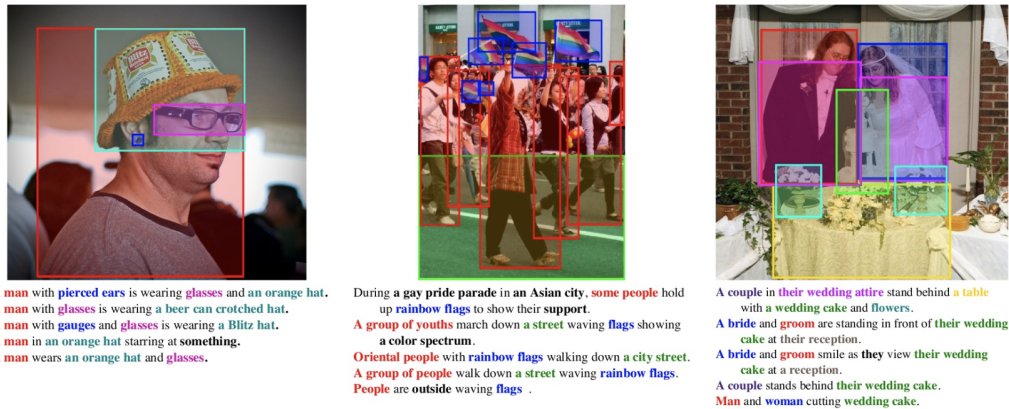 Blitz
man with pierced ears is wearing glasses and an orange hat.
man with glasses is wearing a beer can crotched hat.
man with gauges and glasses is wearing a Blitz hat.
man in an orange hat starring at something.
man wears an orange hat and glasses.
During a gay pride parade in an Asian city, some people hold
up rainbow flags to show their support.
A group of youths march down a street waving flags showing
a color spectrum.
Oriental people with rainbow flags walking down a city street.
A group of people walk down a street waving rainbow flags.
People are outside waving flags .
A couple in their wedding attire stand behind a table
with a wedding cake and flowers.
A bride and groom are standing in front of their wedding
cake at their reception.
A bride and groom smile as they view their wedding
cake at a reception.
A couple stands behind their wedding cake.
Man and woman cutting wedding cake.